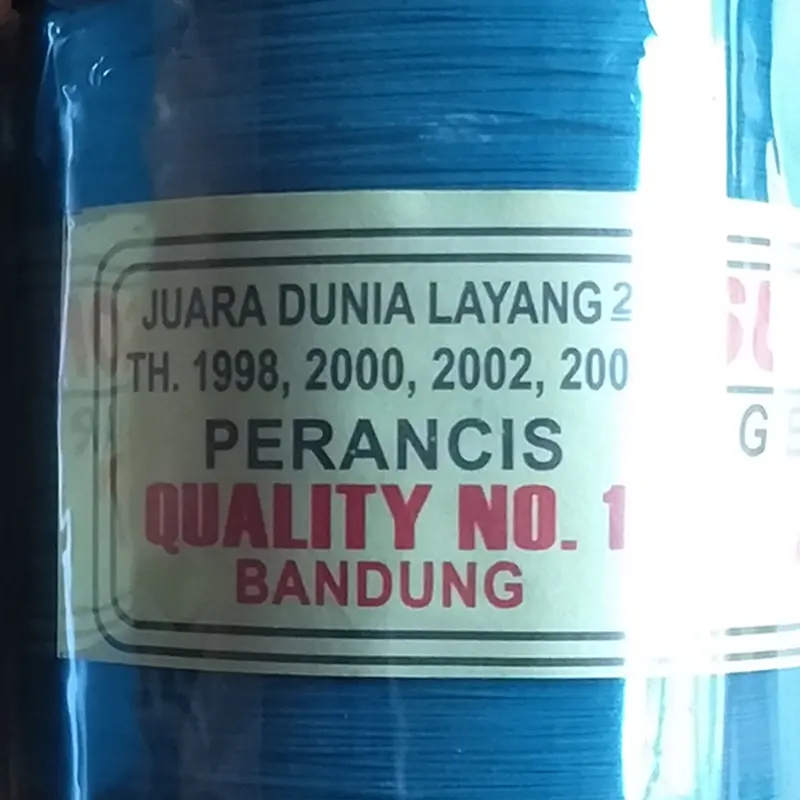 JUARA DUNIA LAYANG 2
TH. 1998, 2000, 2002, 200
PERANCIS
QUALITY NO. 1
BANDUNG